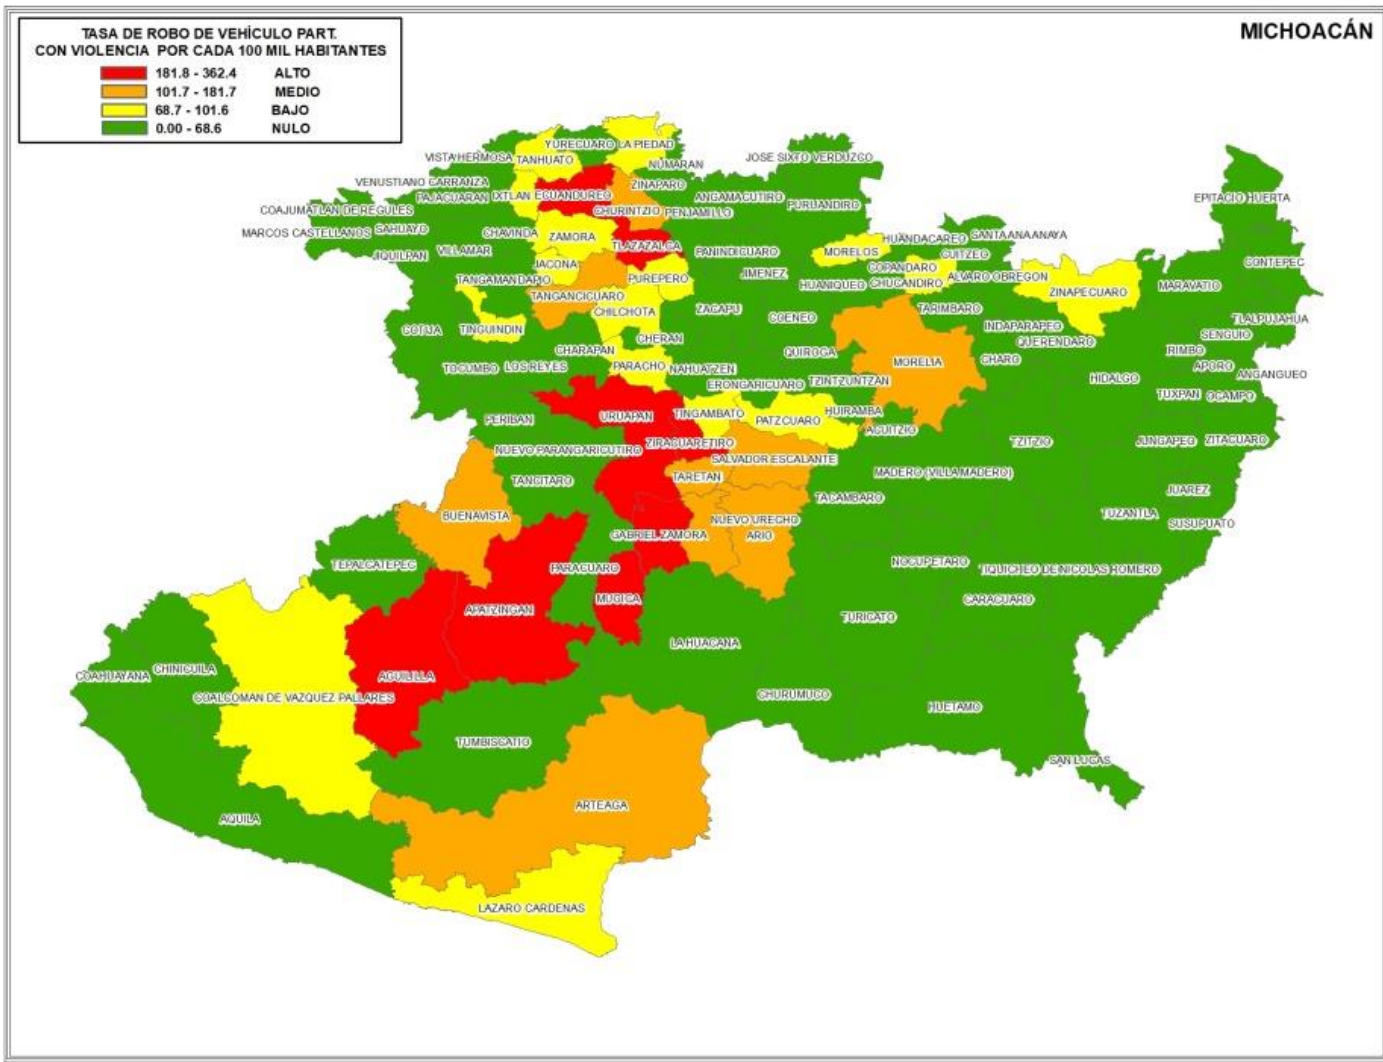 MICHOACÁN
TASA DE ROBO DE VEHÍCULO PART.
CON VIOLENCIA POR CADA 100 MIL HABITANTES
181.8 - 362.4 ALTO
101.7 - 181.7 MEDIO
68.7 - 101.6 BAJO
0.00 - 68.6 NULO
YURECUARO
LA PIEDAD
VISTA HERMOSA
TANHUATO
NUMARAN
JOSE SIXTO VERDUZCO
VENUSTIANO CARRANZA
ZINAPARO
PAJACUARAN
IXTLAN
ECUANDUREO
ANGAMACUTIRO
EPITACIO HUERTA
COAJUMATLAN DE REGULES
CHURINTZIO
PENJAMILLO
PURUANDIRO
MARCOS CASTELLANOS
SAHUAYO
CHAVINDA
ZAMORA
TLAZAZALCA
HUANDACAREO
SANTA ANA ANAYA
JIQUILPAN
VILLAMAR
PANINDICUARO
MORELOS
CUITZEO
CONTEPEC
JACONA
COPANDARO
TANGAMANDAPIO
PUREPERO
JIMENEZ
HUANIQUEO
CHUCANDIRO
ALVARO OBREGON
ZINAPECUARO
MARAVATIO
TANGANCICUARO
CHILCHOTA
ZACAPU
COENEO
TARIMBARO
TLALPUJAHUA
COTIJA
TINGUINDIN
CHERAN
INDAPARAPEO
SENGUIO
QUERENDARO
CHARAPAN
QUIROGA
RIMBO
TOCUMBO
LOS REYES
PARACHO
NAHUATZEN
MORELIA
CHARO
APORO
ANGANGUEO
ERONGARICUARO
TZINTZUNTZAN
HIDALGO
TUXPAN
OCAMPO
PERIBAN
URUAPAN
TINGAMBATO
PATZCUARO
HUIRAMBA
ACUITZIO
NUEVO PARANGARICUTIRO
ZIRACUARETIRO
TZITZIO
JUNGAPEO
ZITACUARO
SALVADOR ESCALANTE
TANCITARO
TARETAN
MADERO (VILLA MADERO)
TACAMBARO
JUAREZ
BUENAVISTA
NUEVO URECHO
TUZANTLA
SUSUPUATO
GABRIEL ZAMORA
ARIO
TEPALCATEPEC
PARACUARO
NOCUPETARO
TIQUICHEO DE NICOLAS ROMERO
APATZINGAN
MUGICA
CARACUARO
TURICATO
LA HUACANA
COAHUAYANA
CHINICUILA
AGUILILLA
COALCOMAN DE VAZQUEZ PALLARES
CHURUMUCO
HUETAMO
TUMBISCATIO
SAN LUCAS
ARTEAGA
AQUILA
LAZARO CARDENAS